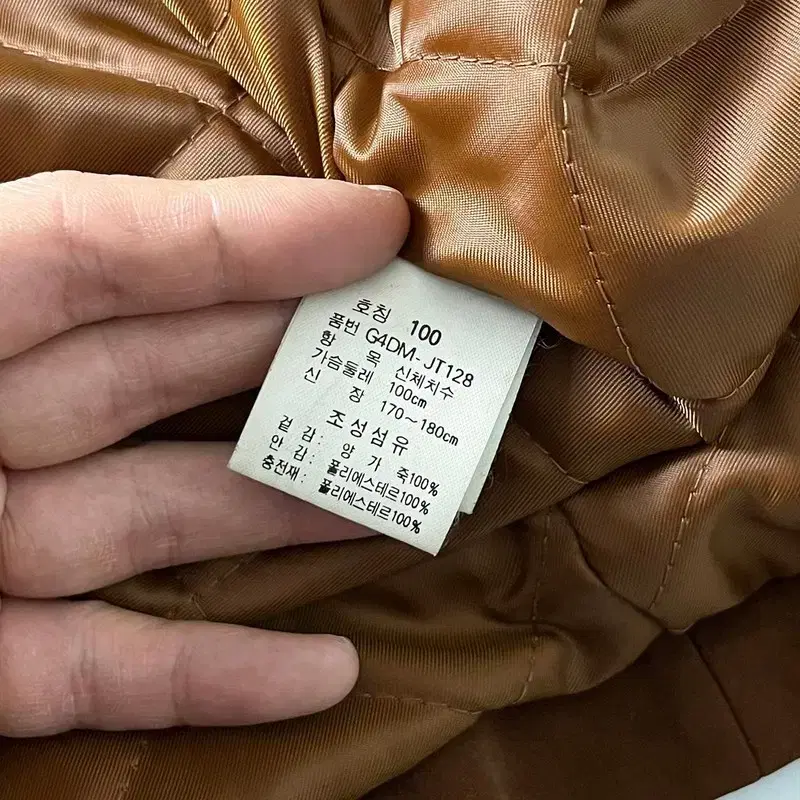 호칭 100
품번 G4DM-JT128
항 목 신체치수
가슴둘레 100cm
신 장 170~180cm
조성섬유
겉감: 양 가 죽100%
안감: 폴리에스테르100%
충전재: 폴리에스테르100%